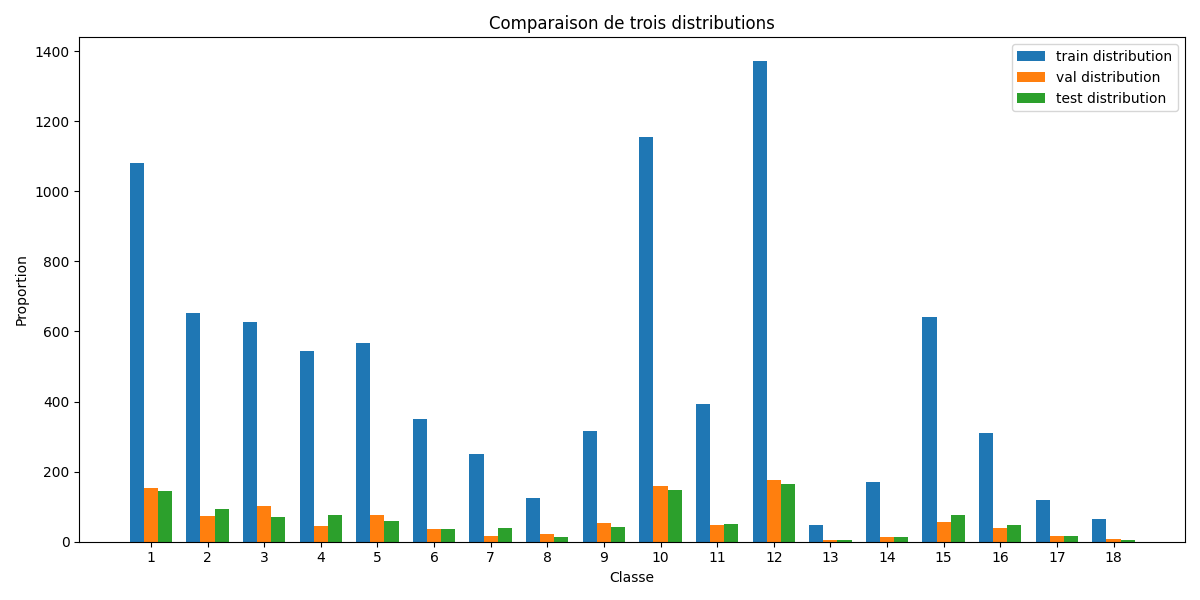 Comparaison de trois distributions
train distribution
val distribution
test distribution
Proportion
1400
1200
1000
800
600
400
200
0
1 2 3 4 5 6 7 8 9 10 11 12 13 14 15 16 17 18
Classe